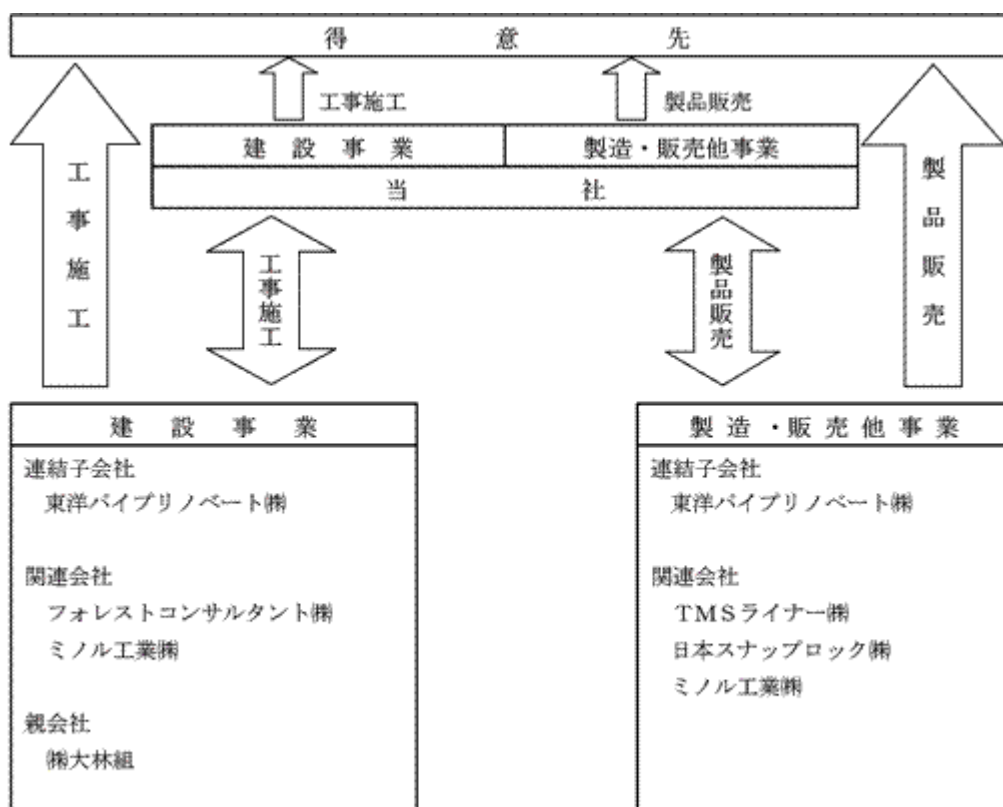 得意先
工事施工
製品販売
建設事業
製造・販売他事業
当社
工事施工
製品販売
工事施工
製品販売
建設事業
連結子会社
東洋パイプリノベート㈱
関連会社
フォレストコンサルタント㈱
ミノル工業㈱
親会社
㈱大林組
製造・販売他事業
連結子会社
東洋パイプリノベート㈱
関連会社
TMSライナー㈱
日本スナップロック㈱
ミノル工業㈱